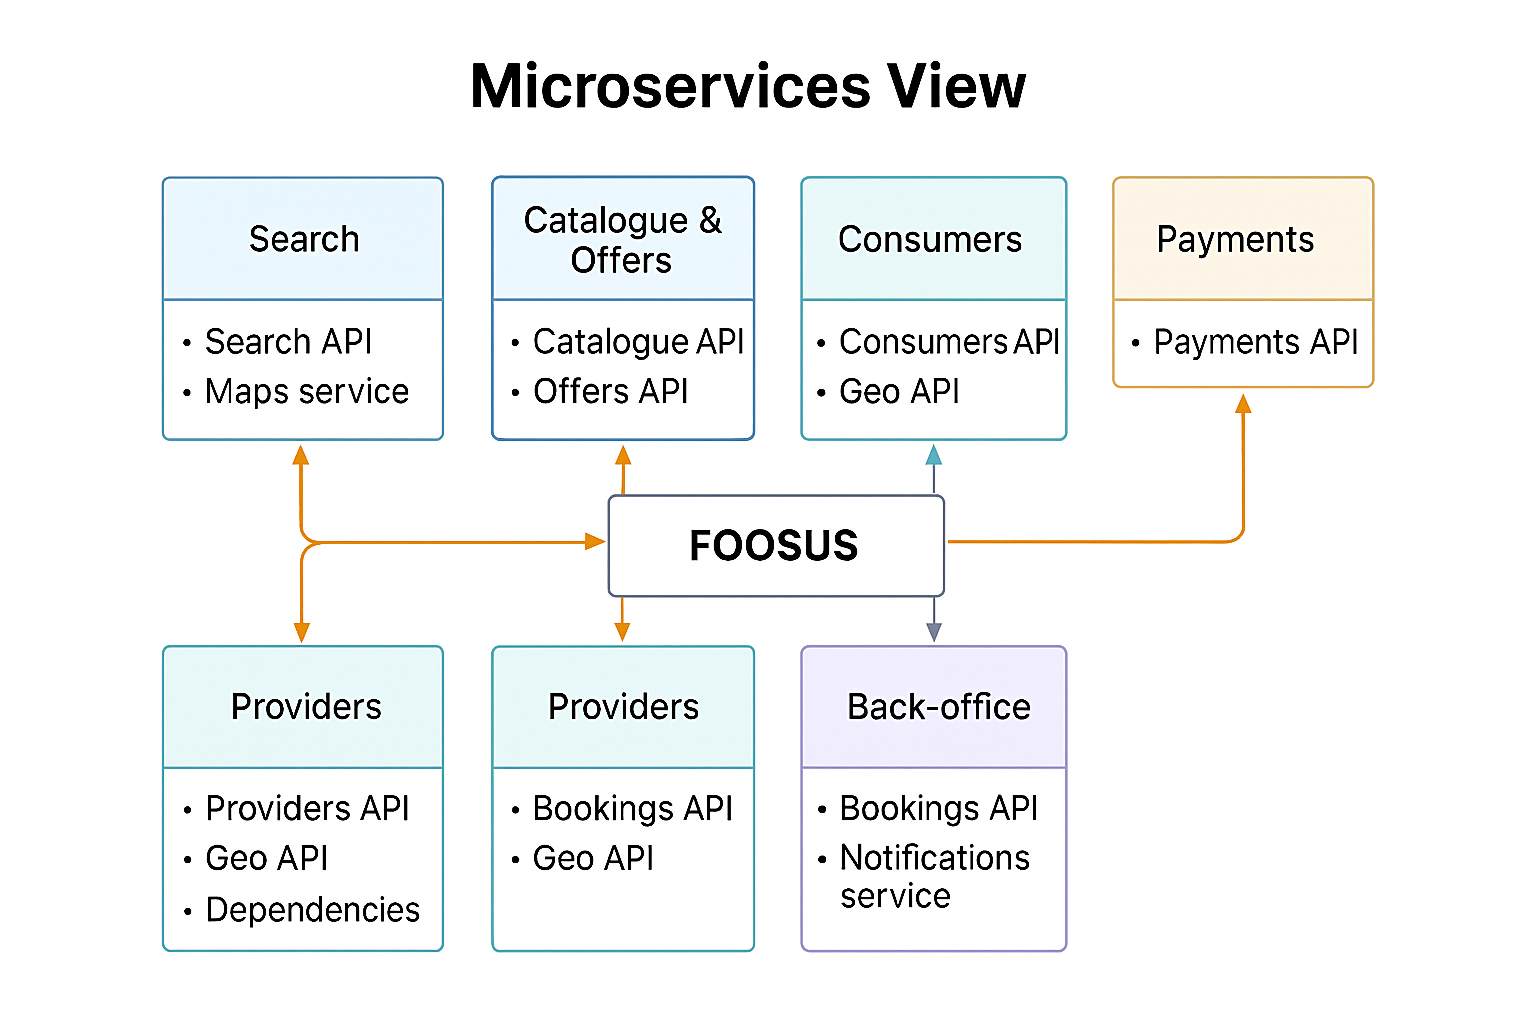 Microservices View
Search
• Search API
• Maps service
Catalogue &
Offers
• Catalogue API
• Offers API
Consumers
• Consumers API
• Geo API
Payments
• Payments API
FOOSUS
Providers
• Providers API
• Geo API
• Dependencies
Providers
• Bookings API
• Geo API
Back-office
• Bookings API
• Notifications
service